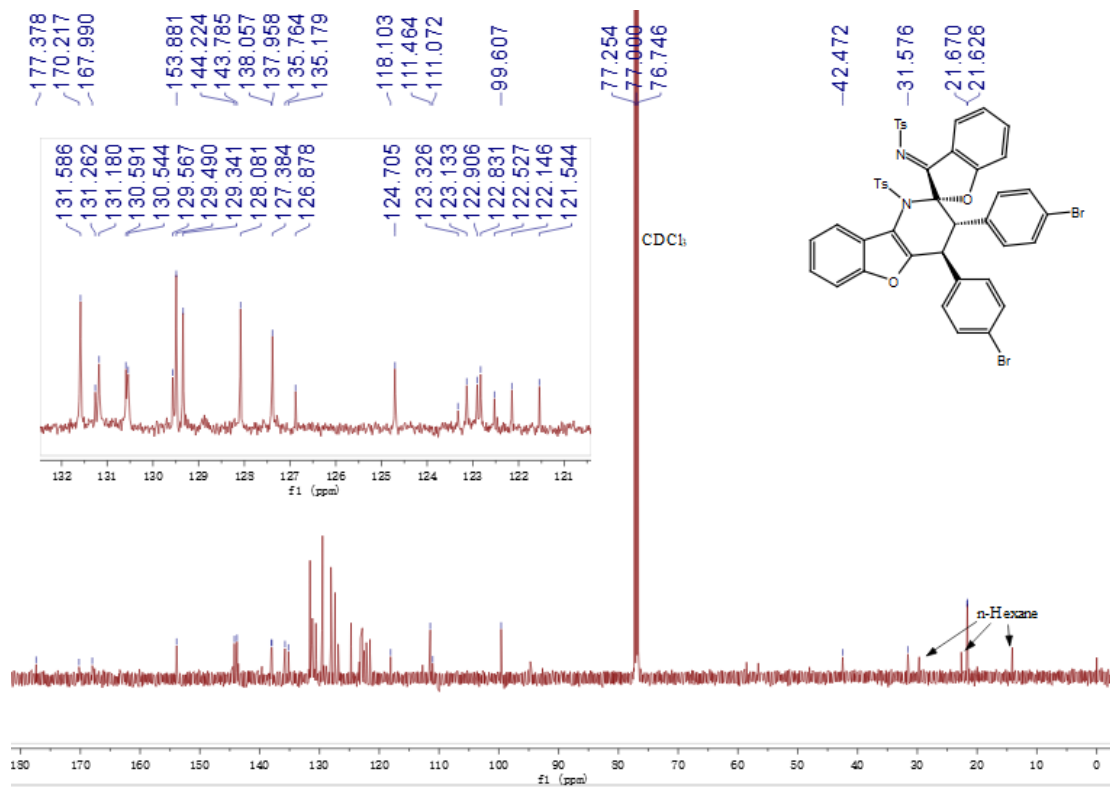 177.378
170.217
167.990
153.881
144.224
143.785
138.057
137.958
135.764
135.179
118.103
111.464
111.072
99.607
77.254
77.000
76.746
42.472
31.576
21.670
21.626
131.586
131.262
131.180
130.591
130.544
129.567
129.490
129.341
128.081
127.384
126.878
124.705
123.326
123.133
122.906
122.831
122.527
122.146
121.544
132 131 130 129 128 127 126 125 124 123 122 121
f1 (ppm)
Ts
N
O
Ts
N
Br
O
Br
CDCl3
n-Hexane
180 170 160 150 140 130 120 110 100 90 80 70 60 50 40 30 20 10 0
f1 (ppm)